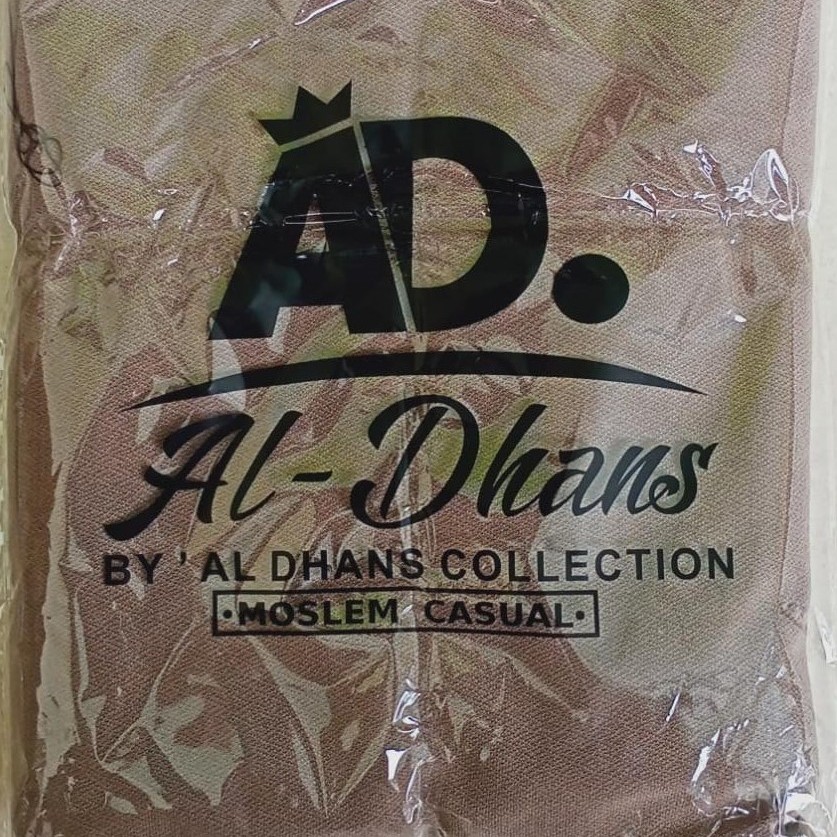 AD.
Al-Dhans
BY 'AL DHANS COLLECTION
·MOSLEM CASUAL·